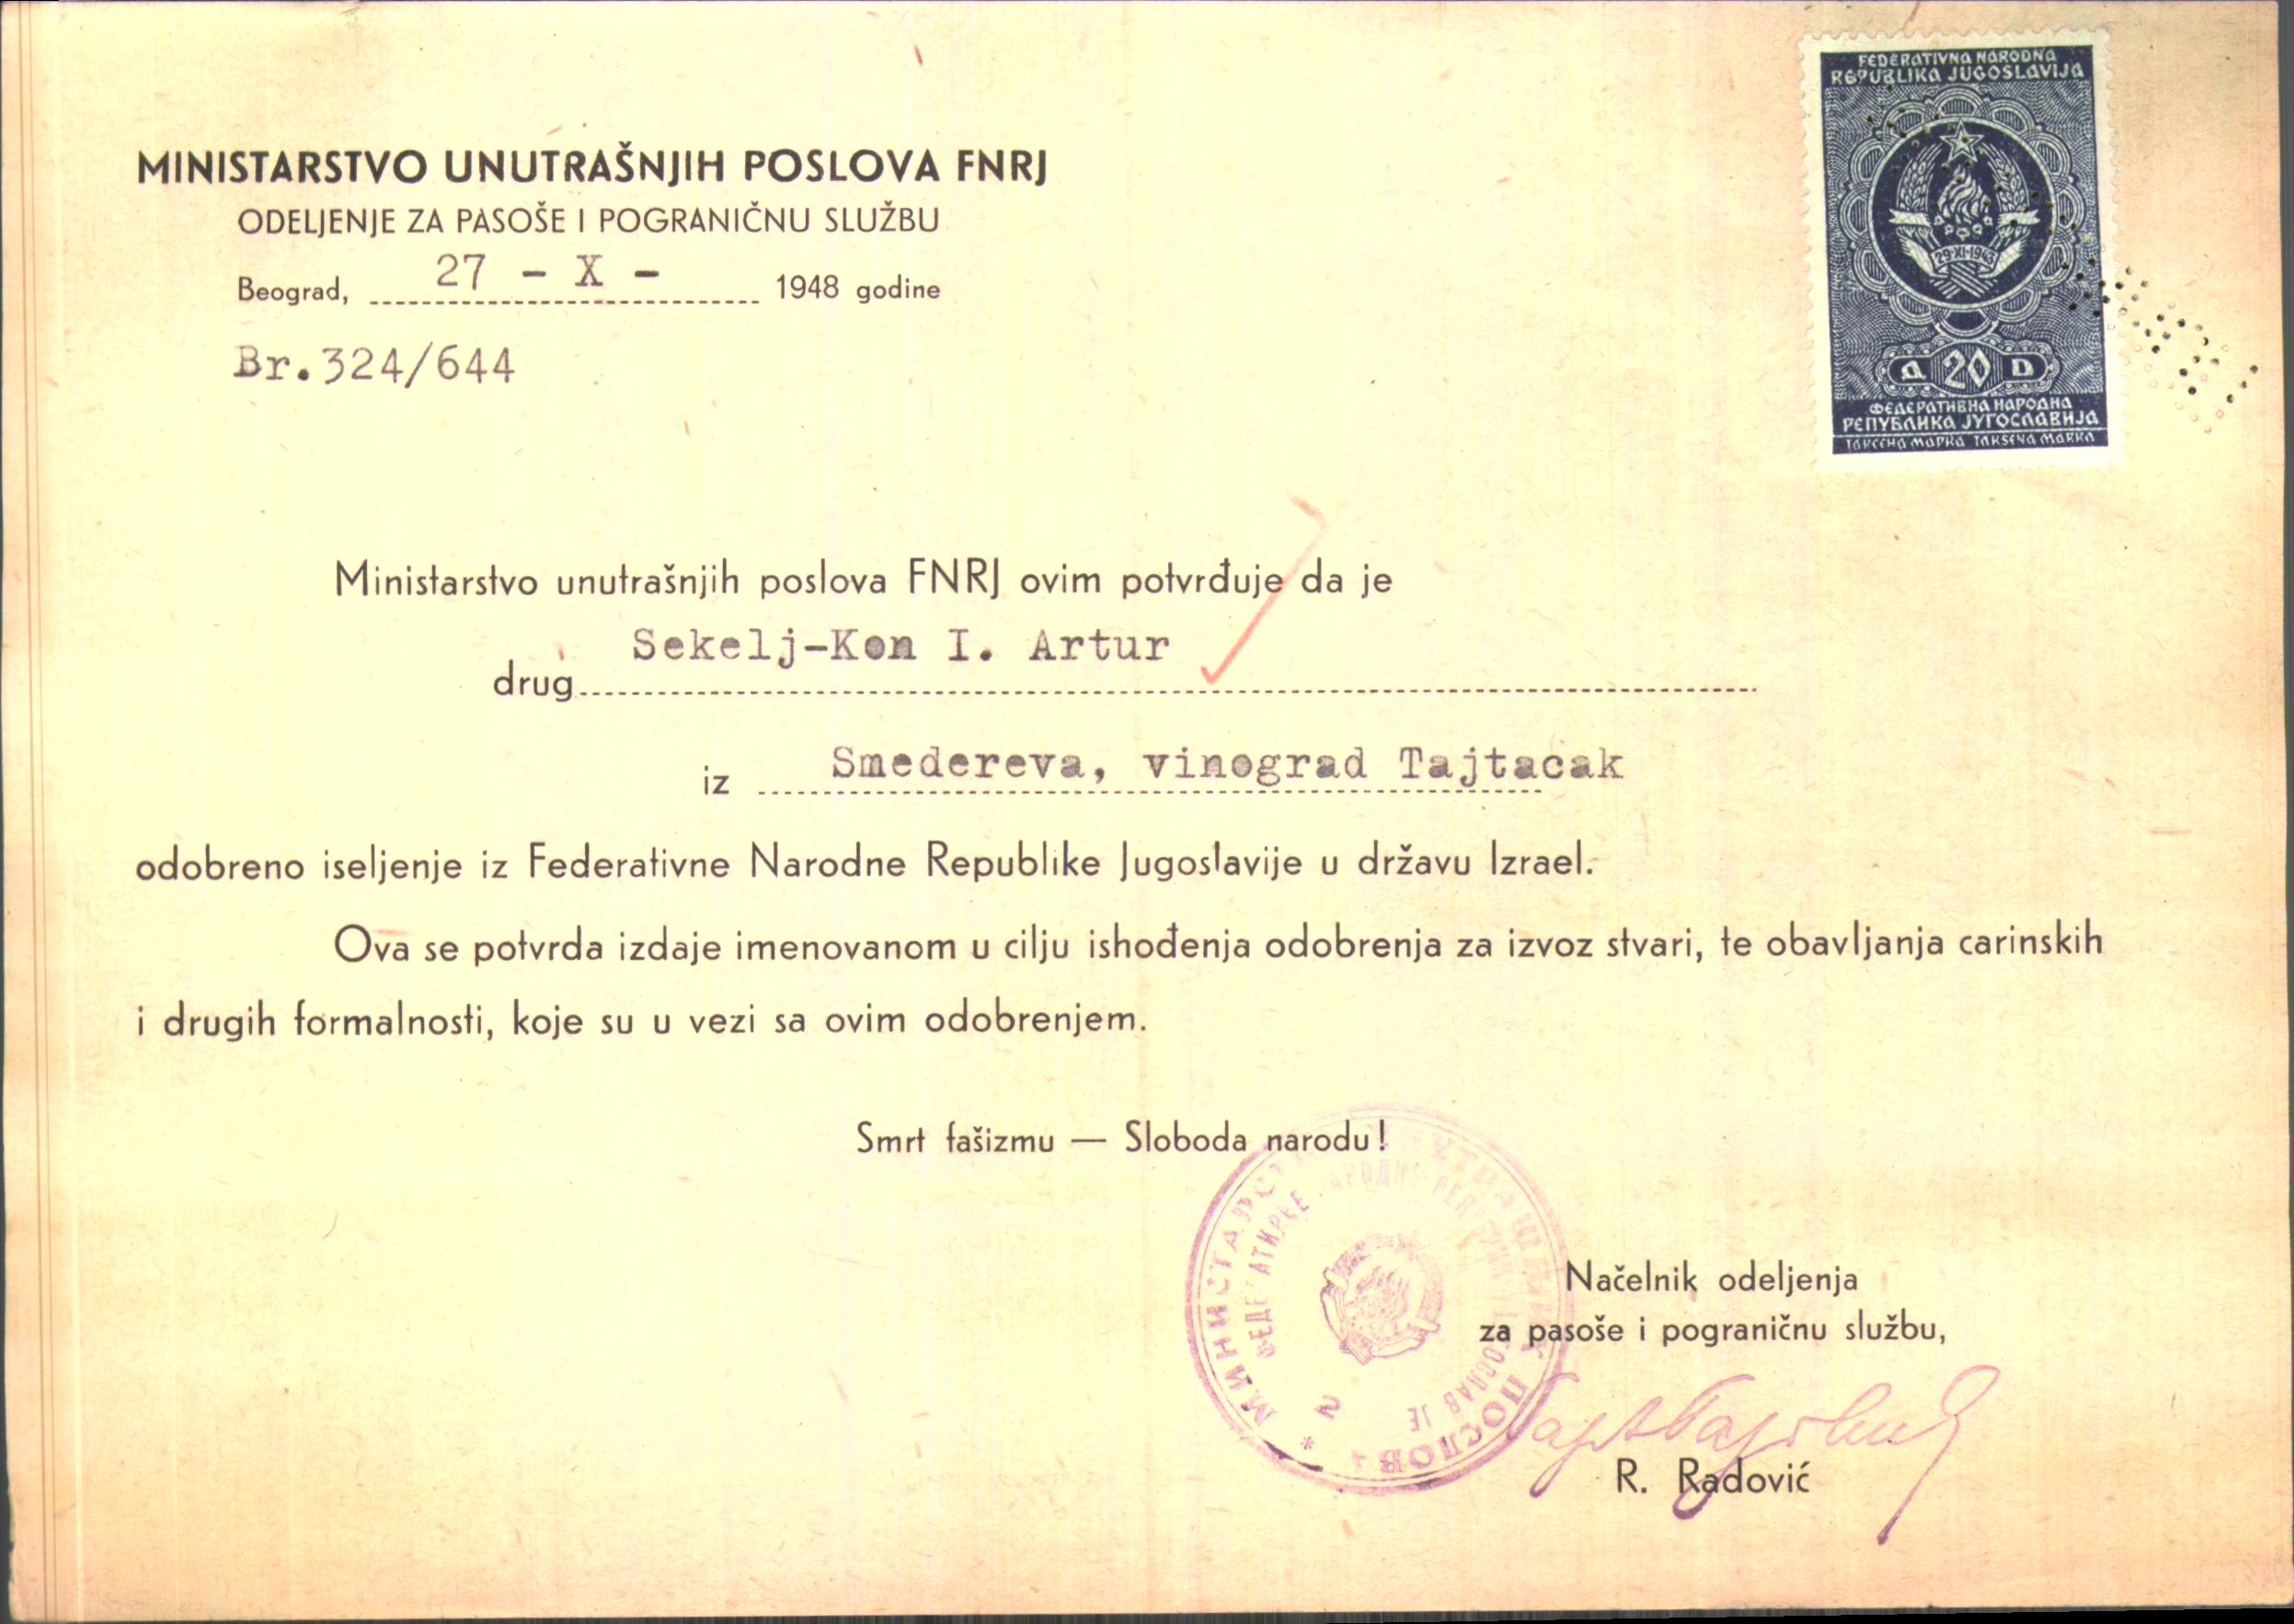 FEDERATIVNA NARODNA
REPUBLIKA JUGOSLAVIJA
29·XI·1943
Д 20 D
ФЕДЕРАТИВНА НАРОДНА
РЕПУБЛИКА ЈУГОСЛАВИЈА
ТАКСЕНА МАРКА TAKSENA MARKA
MINISTARSTVO UNUTRAŠNJIH POSLOVA FNRJ
ODELJENJE ZA PASOŠE I POGRANIČNU SLUŽBU
Beograd, 27 - X - 1948 godine
Br.324/644
Ministarstvo unutrašnjih poslova FNRJ ovim potvrđuje da je
drug Sekelj-Kon I. Artur
iz Smedereva, vinograd Tajtacak
odobreno iseljenje iz Federativne Narodne Republike Jugoslavije u državu Izrael.
Ova se potvrda izdaje imenovanom u cilju ishođenja odobrenja za izvoz stvari, te obavljanja carinskih
i drugih formalnosti, koje su u vezi sa ovim odobrenjem.
Smrt fašizmu — Sloboda narodu!
Načelnik odeljenja
za pasoše i pograničnu službu,
R. Radović
2